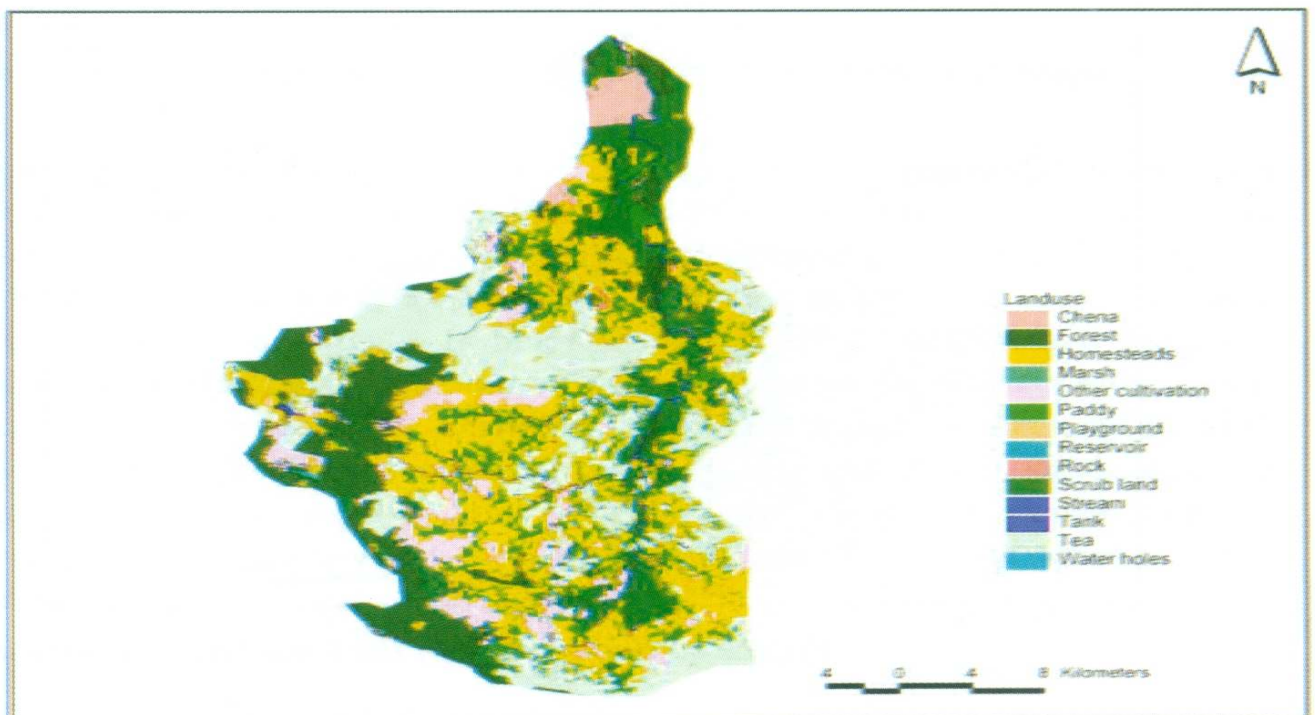 N
Landuse
Chena
Forest
Homesteads
Marsh
Other cultivation
Paddy
Playground
Reservoir
Rock
Scrub land
Stream
Tank
Tea
Water holes
4 0 4 8 Kilometers